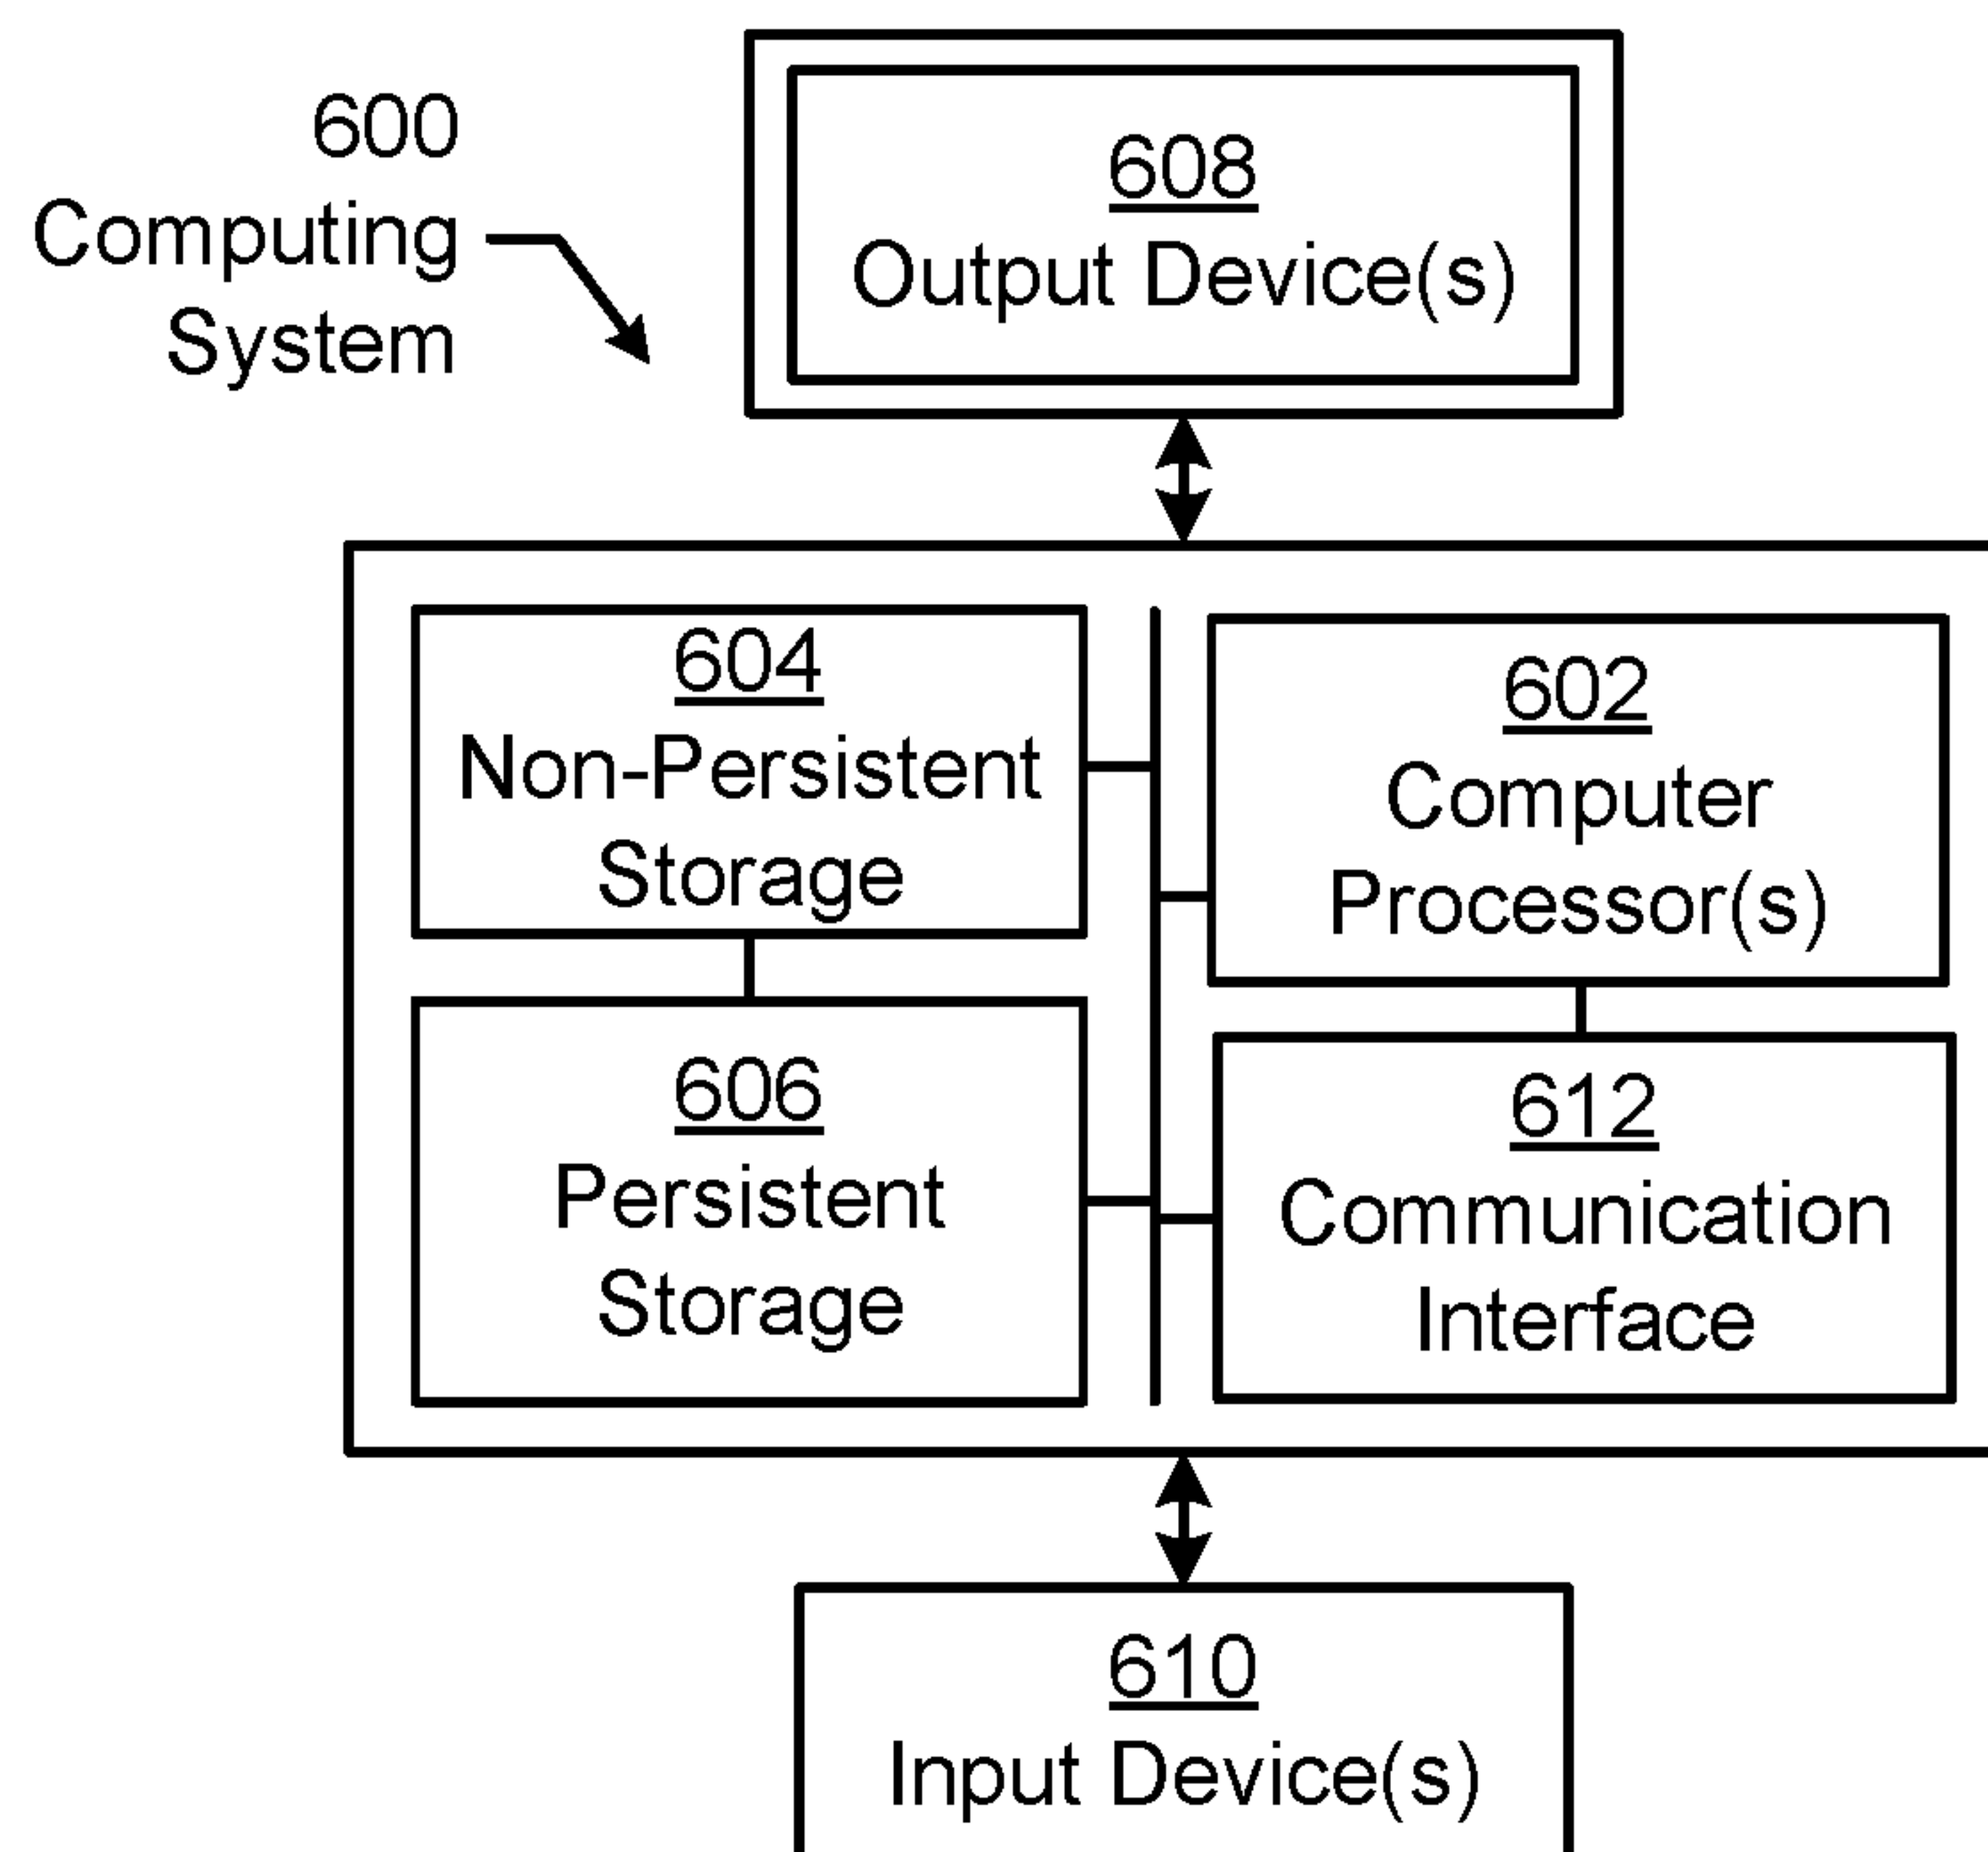 600
Computing
System
608
Output Device(s)
604
Non-Persistent
Storage
602
Computer
Processor(s)
606
Persistent
Storage
612
Communication
Interface
610
Input Device(s)